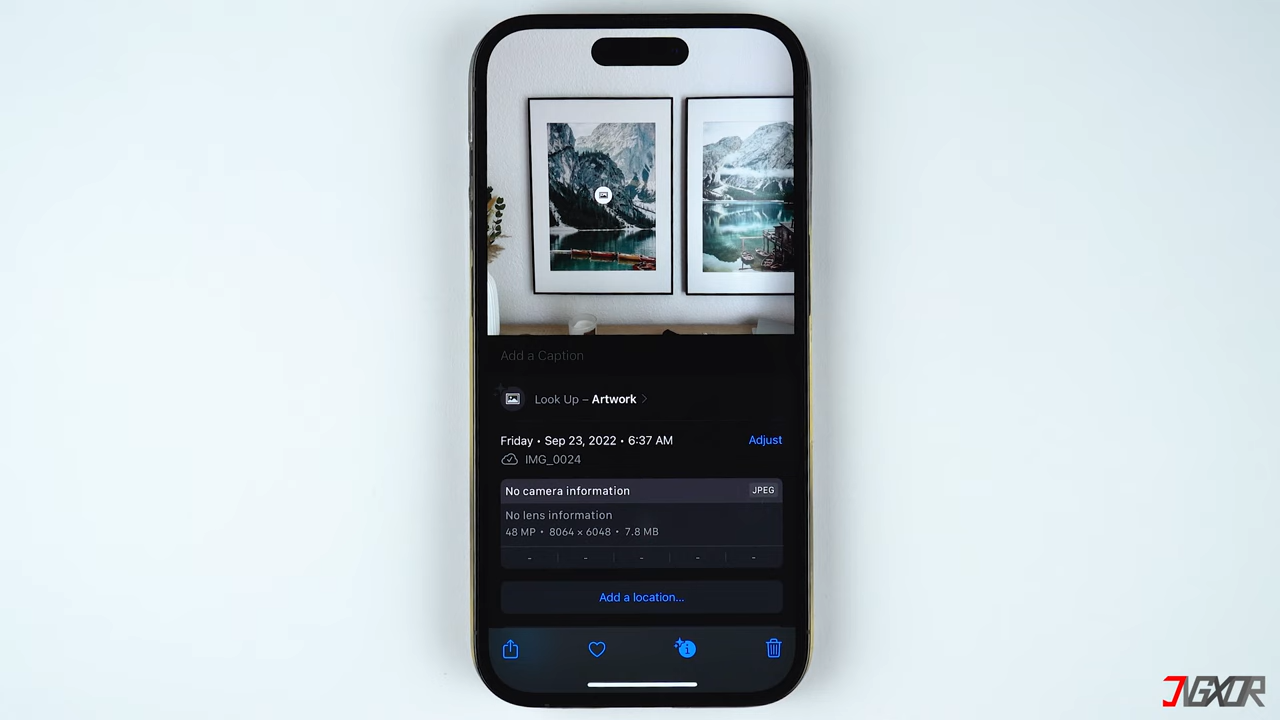 Add a Caption
Look Up – Artwork
Friday • Sep 23, 2022 • 6:37 AM
Adjust
IMG_0024
No camera information
JPEG
No lens information
48 MP • 8064 × 6048 • 7.8 MB
- - - - -
Add a location...
JNGXOR